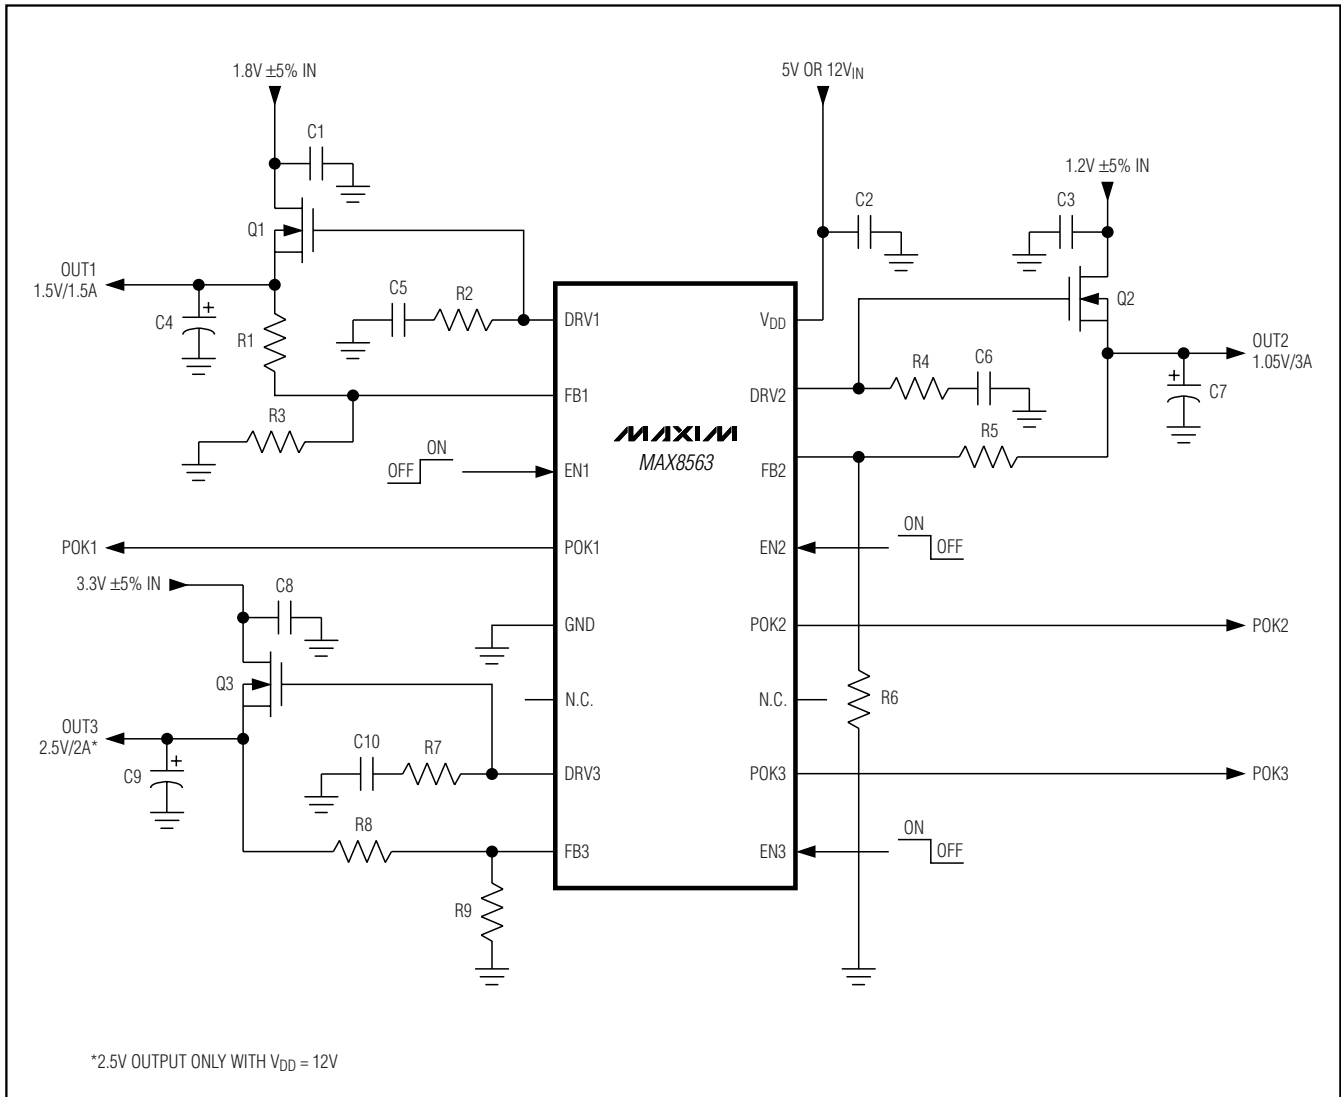 1.8V ±5% IN
5V OR 12VIN
C1
1.2V ±5% IN
C2
C3
Q1
OUT1
1.5V/1.5A
C5
R2
Q2
C4
R1
DRV1
VDD
OUT2
1.05V/3A
R4
C6
FB1
DRV2
C7
R3
MAXIM
MAX8563
R5
ON
OFF
EN1
FB2
ON
OFF
POK1
POK1
EN2
3.3V ±5% IN
C8
GND
POK2
POK2
Q3
N.C.
N.C.
R6
OUT3
2.5V/2A*
C10
R7
C9
DRV3
POK3
POK3
R8
ON
OFF
FB3
EN3
R9
*2.5V OUTPUT ONLY WITH VDD = 12V